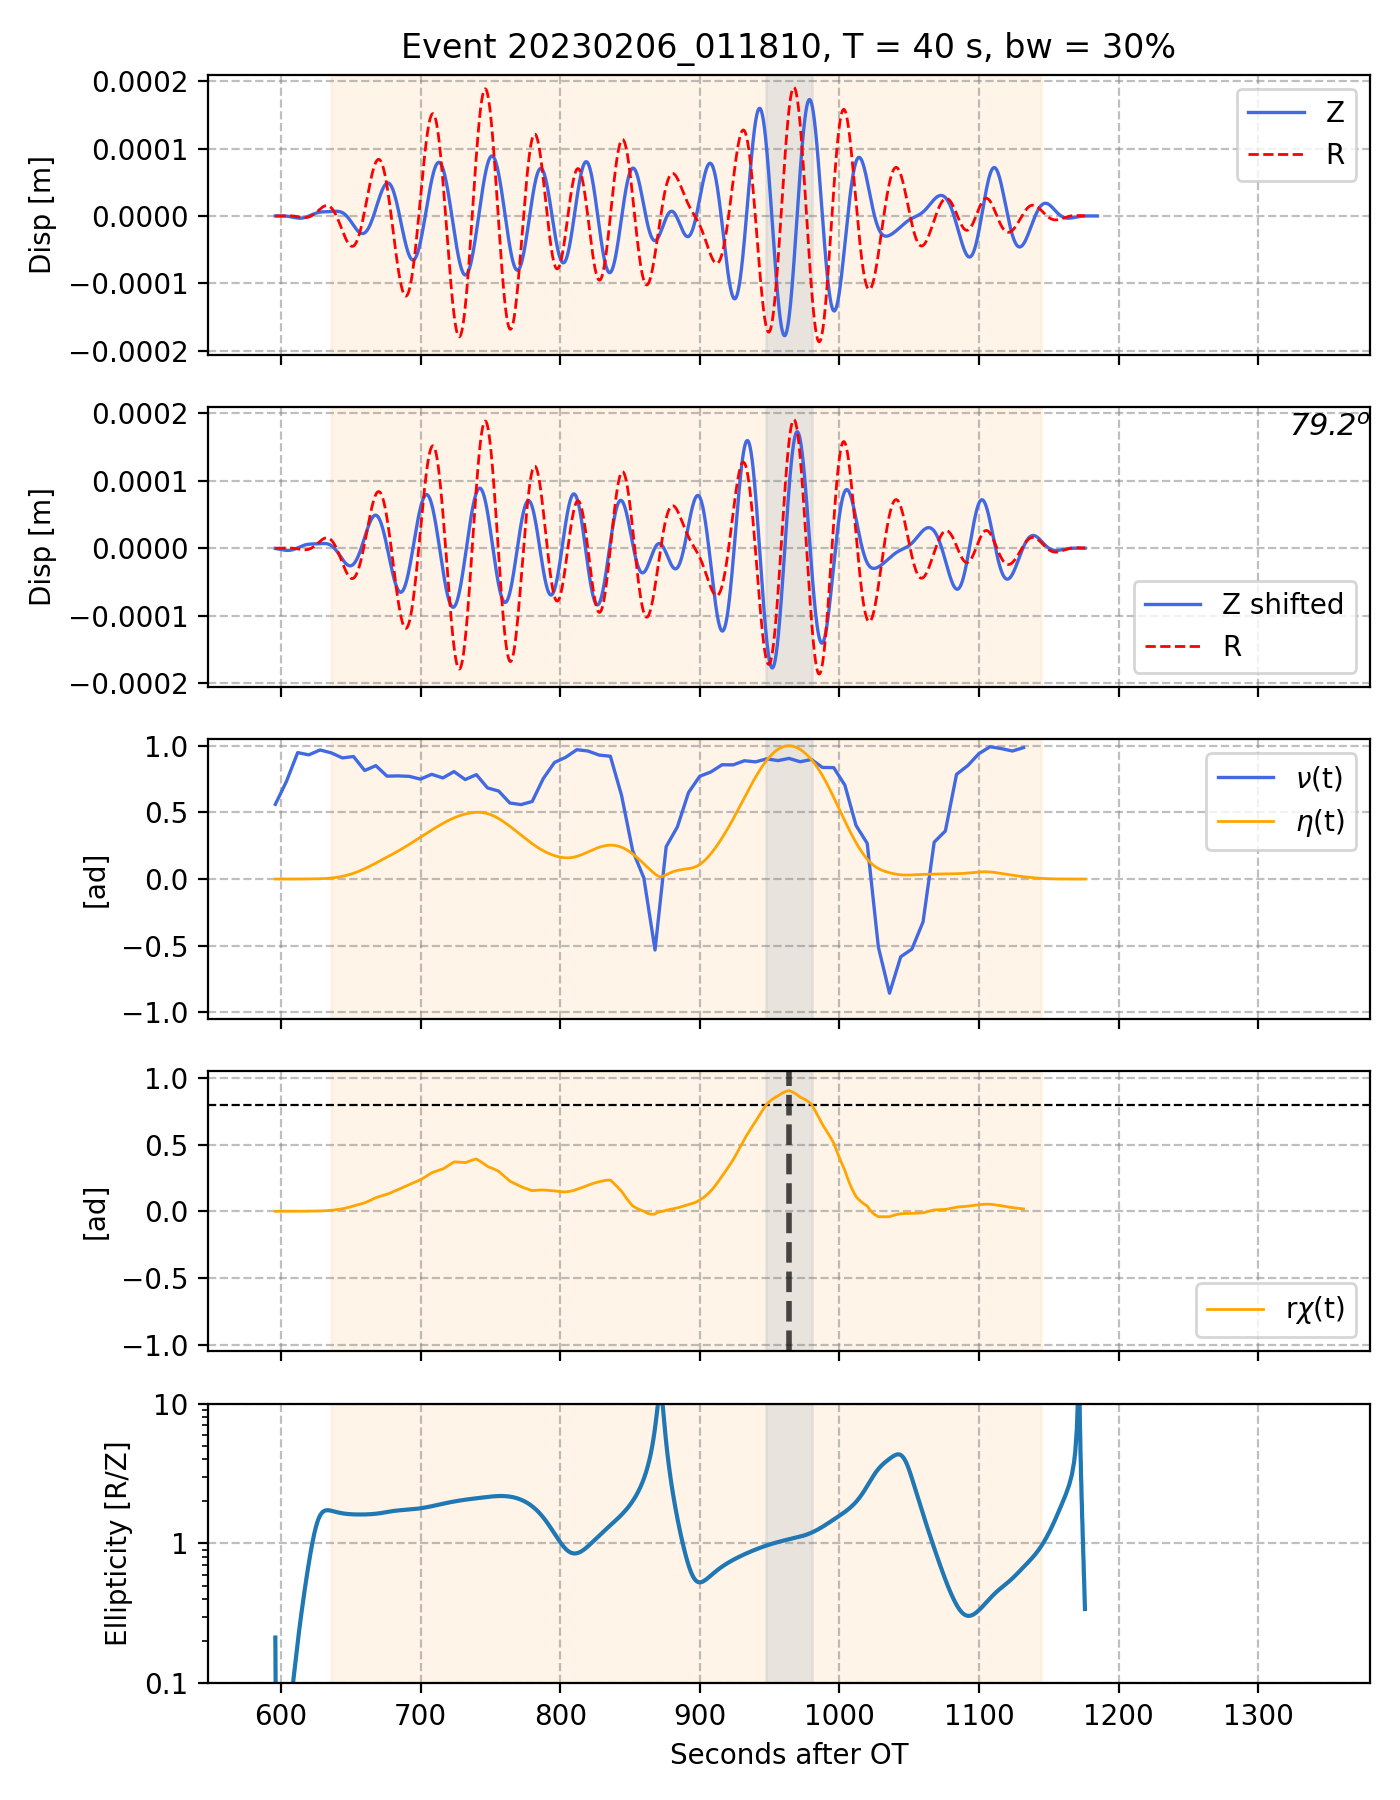 Event 20230206_011810, T = 40 s, bw = 30%
0.0002
0.0001
0.0000
−0.0001
−0.0002
Disp [m]
Z
R
0.0002
0.0001
0.0000
−0.0001
−0.0002
Disp [m]
79.2º
Z shifted
R
1.0
0.5
0.0
−0.5
−1.0
[ad]
ν(t)
η(t)
1.0
0.5
0.0
−0.5
−1.0
[ad]
rχ(t)
10
1
0.1
Ellipticity [R/Z]
600 700 800 900 1000 1100 1200 1300
Seconds after OT